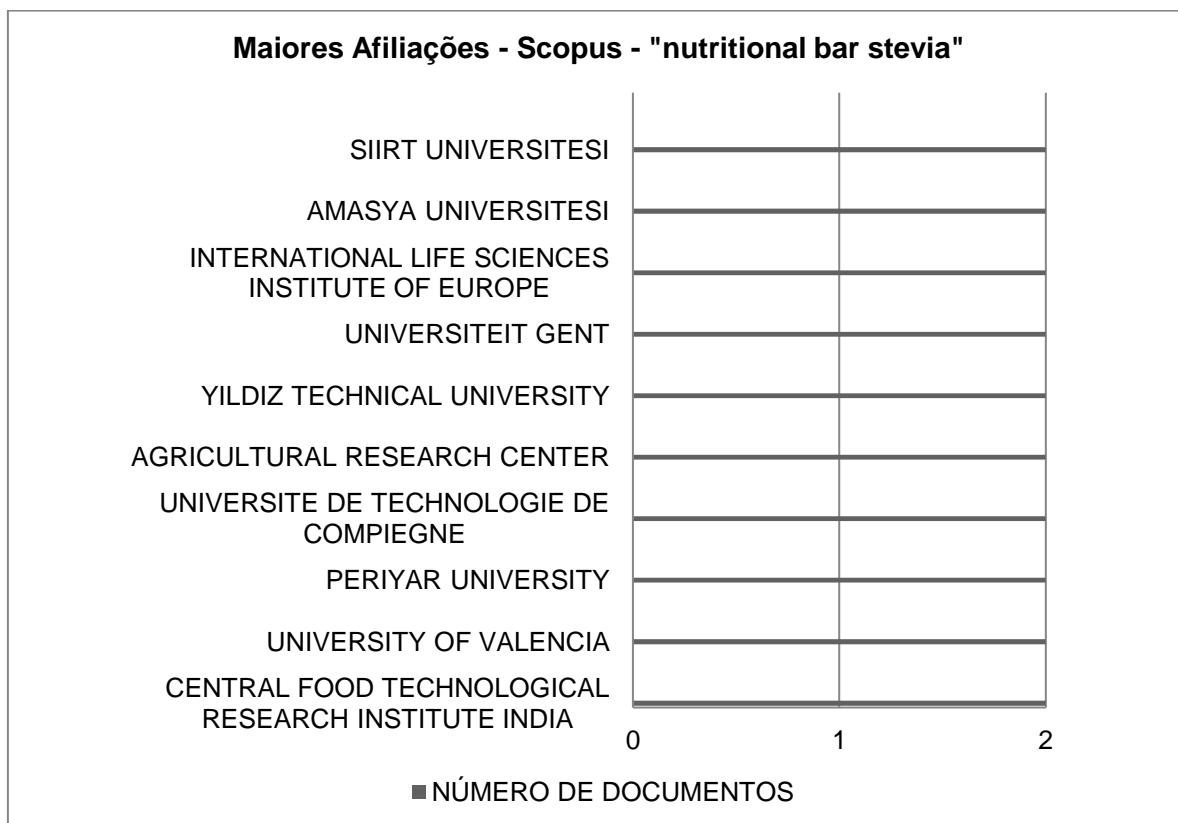 Maiores Afiliações - Scopus - "nutritional bar stevia"
SIIRT UNIVERSITESI
AMASYA UNIVERSITESI
INTERNATIONAL LIFE SCIENCES
INSTITUTE OF EUROPE
UNIVERSITEIT GENT
YILDIZ TECHNICAL UNIVERSITY
AGRICULTURAL RESEARCH CENTER
UNIVERSITE DE TECHNOLOGIE DE
COMPIEGNE
PERIYAR UNIVERSITY
UNIVERSITY OF VALENCIA
CENTRAL FOOD TECHNOLOGICAL
RESEARCH INSTITUTE INDIA
0 1 2
NÚMERO DE DOCUMENTOS